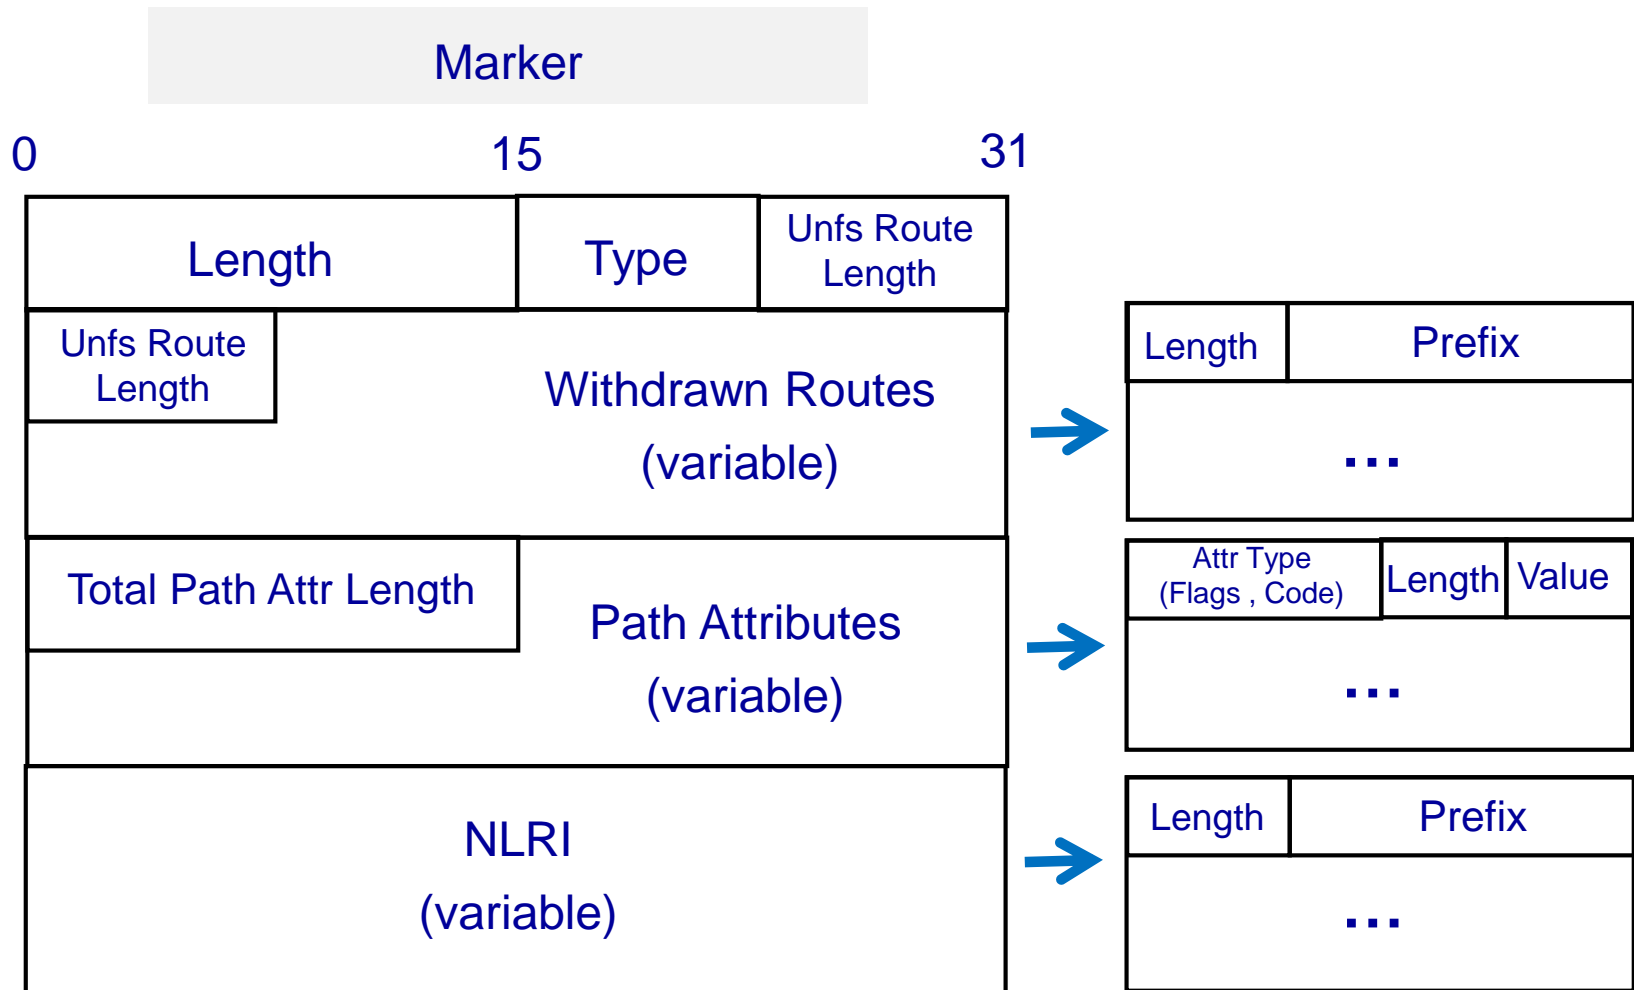 Marker
0 15 31
Length Type Unfs Route
Length
Unfs Route
Length
Withdrawn Routes
(variable)
Length Prefix
...
Total Path Attr Length
Path Attributes
(variable)
Attr Type
(Flags , Code)
Length Value
...
NLRI
(variable)
Length Prefix
...